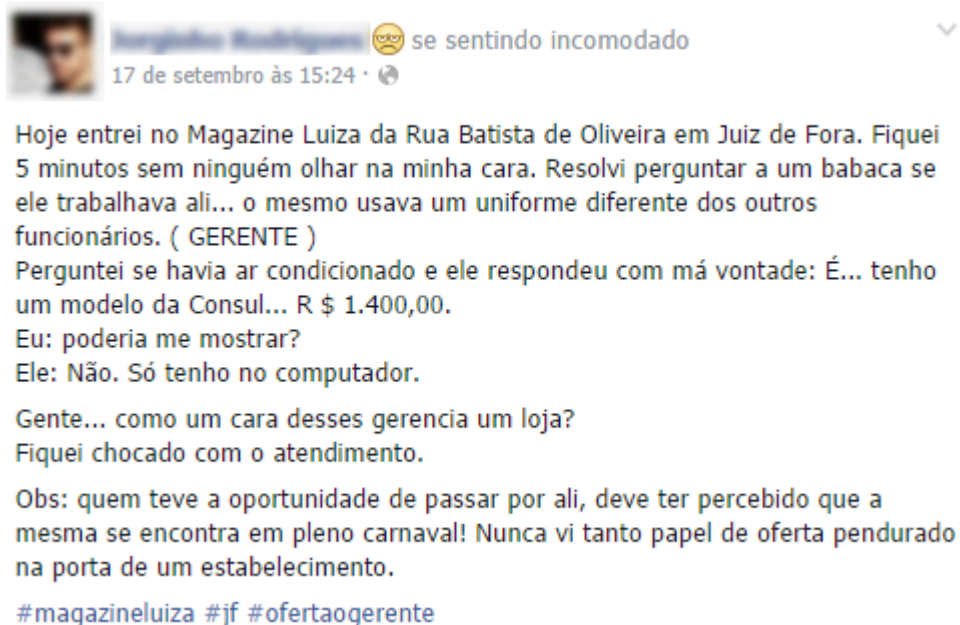 se sentindo incomodado
17 de setembro às 15:24 ·
Hoje entrei no Magazine Luiza da Rua Batista de Oliveira em Juiz de Fora. Fiquei
5 minutos sem ninguém olhar na minha cara. Resolvi perguntar a um babaca se
ele trabalhava ali... o mesmo usava um uniforme diferente dos outros
funcionários. ( GERENTE )
Perguntei se havia ar condicionado e ele respondeu com má vontade: É... tenho
um modelo da Consul... R $ 1.400,00.
Eu: poderia me mostrar?
Ele: Não. Só tenho no computador.
Gente... como um cara desses gerencia um loja?
Fiquei chocado com o atendimento.
Obs: quem teve a oportunidade de passar por ali, deve ter percebido que a
mesma se encontra em pleno carnaval! Nunca vi tanto papel de oferta pendurado
na porta de um estabelecimento.
#magazineluiza #jf #ofertaogerente